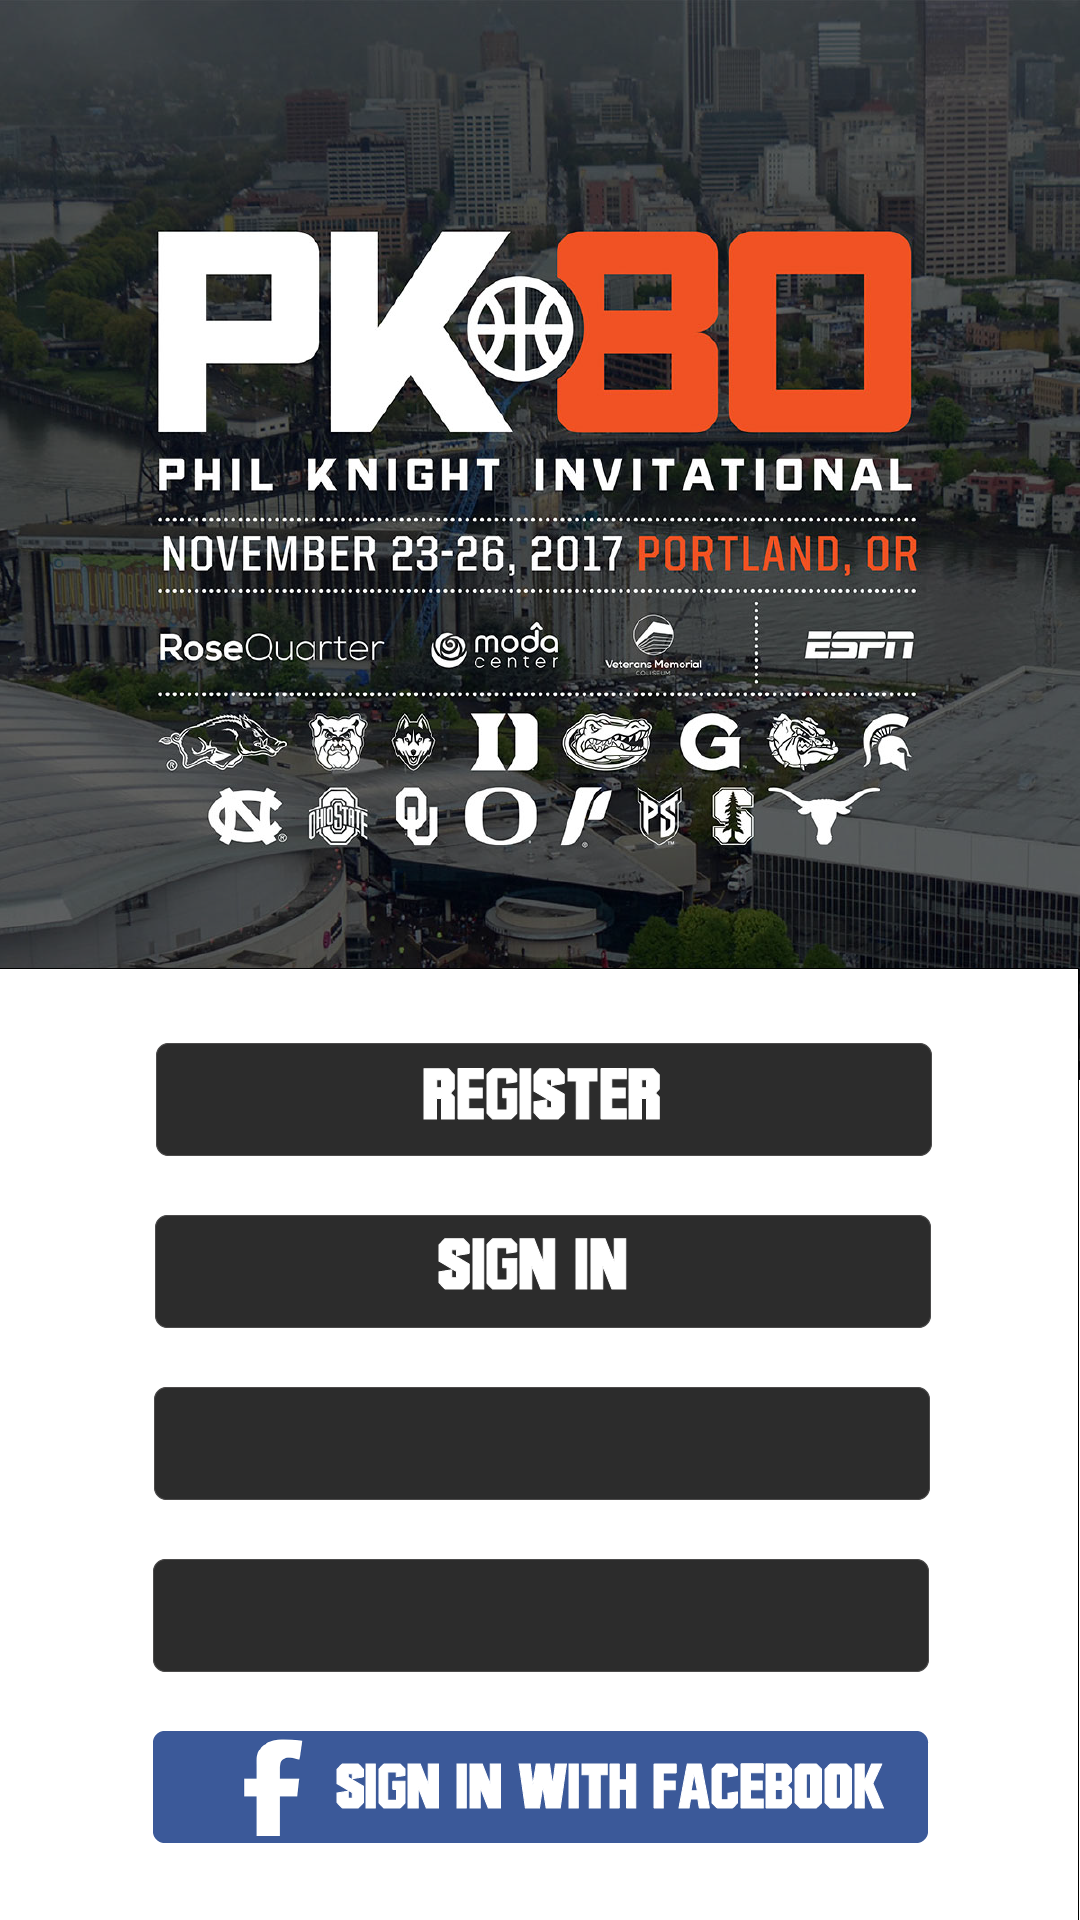 PK80
PHIL KNIGHT INVITATIONAL
NOVEMBER 23-26, 2017 PORTLAND, OR
RoseQuarter moda center Veterans Memorial COLISEUM ESPN
D G
NC OHIO STATE OU O P PS S
REGISTER
SIGN IN
f SIGN IN WITH FACEBOOK